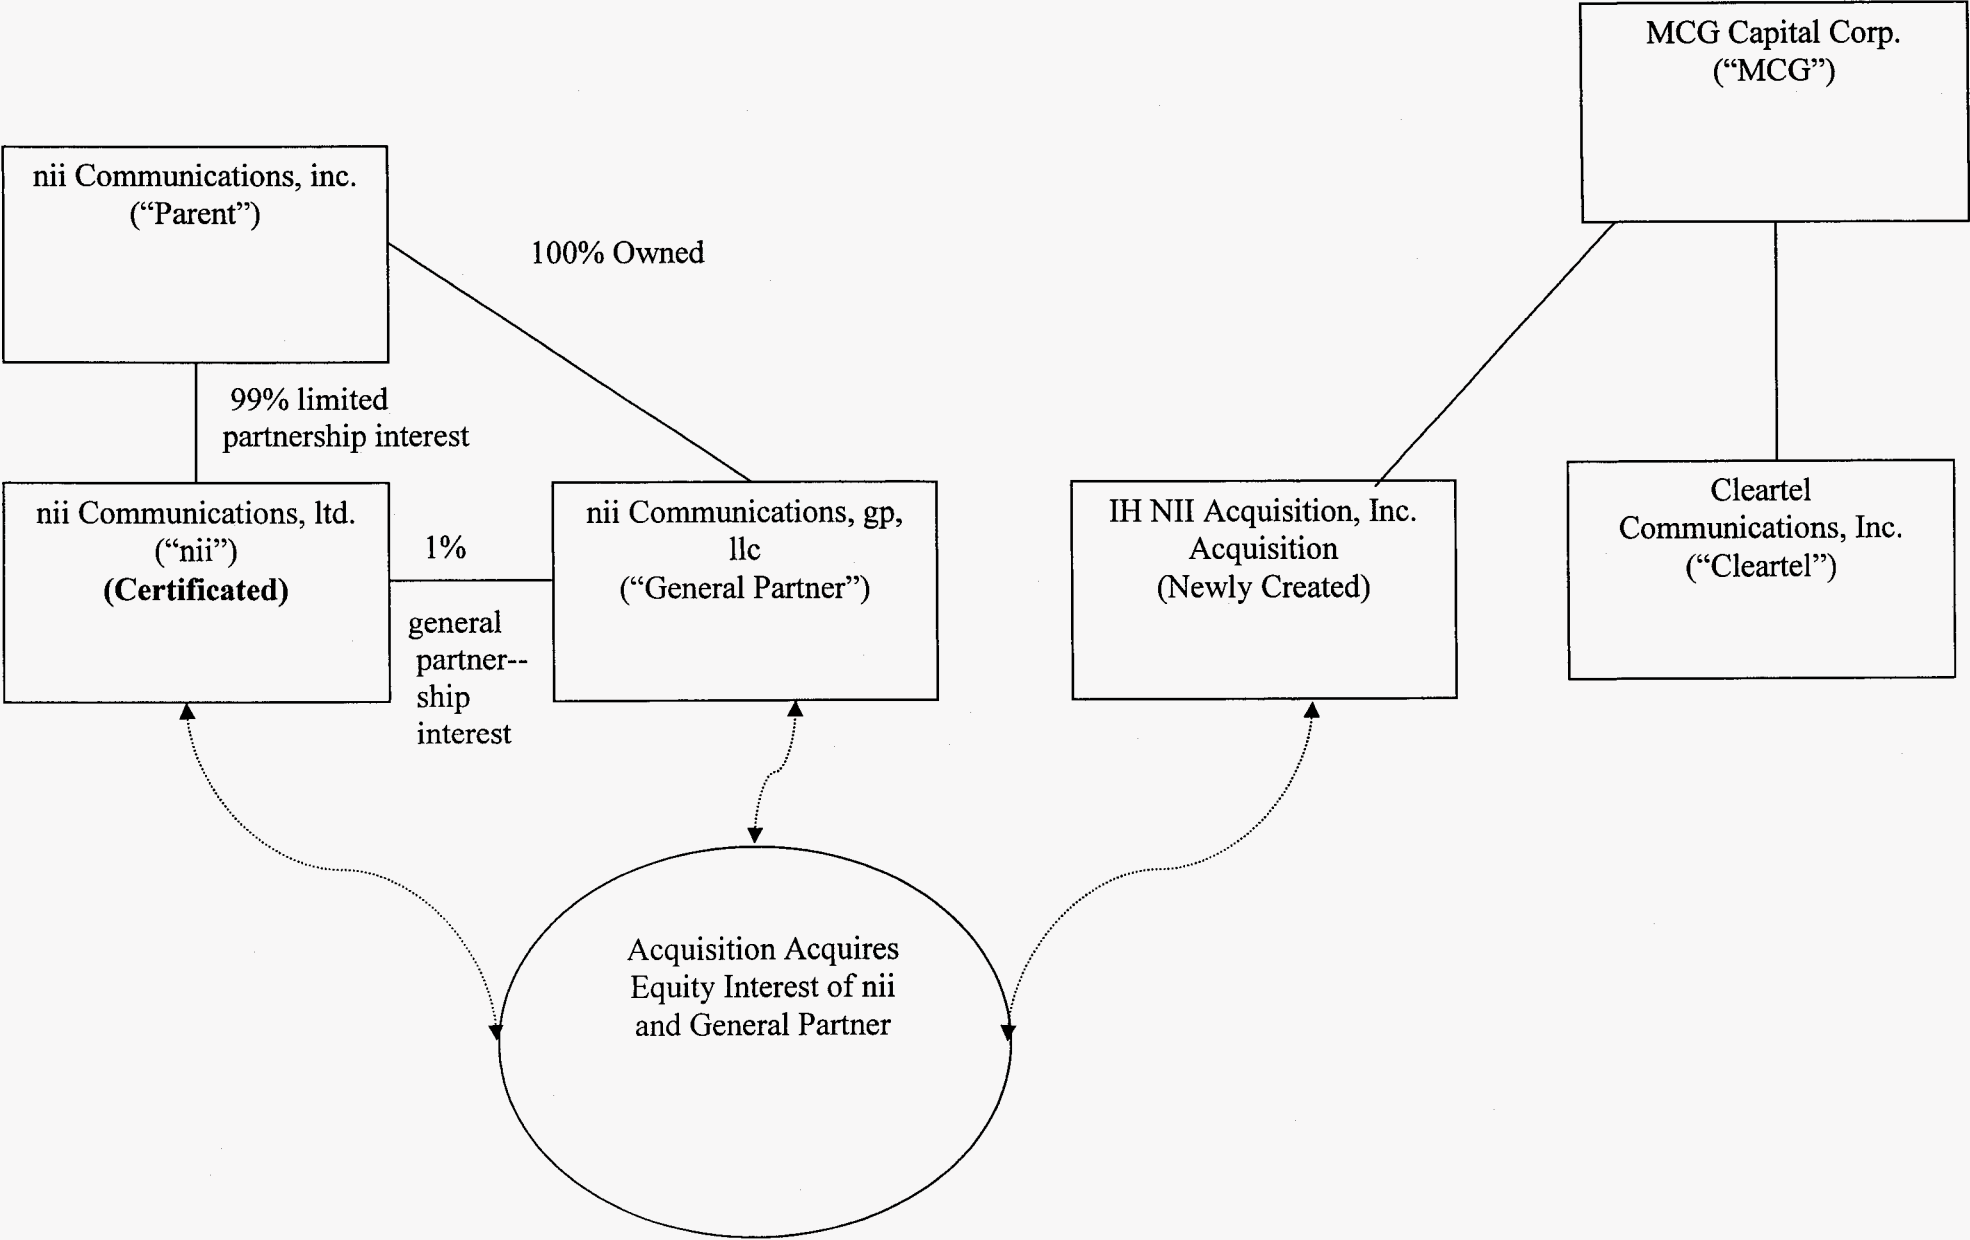 MCG Capital Corp.
(“MCG”)
nii Communications, inc.
(“Parent”)
100% Owned
99% limited
partnership interest
nii Communications, ltd.
(“nii”)
(Certificated)
1%
general
partner--
ship
interest
nii Communications, gp,
llc
(“General Partner”)
IH NII Acquisition, Inc.
Acquisition
(Newly Created)
Cleartel
Communications, Inc.
(“Cleartel”)
Acquisition Acquires
Equity Interest of nii
and General Partner